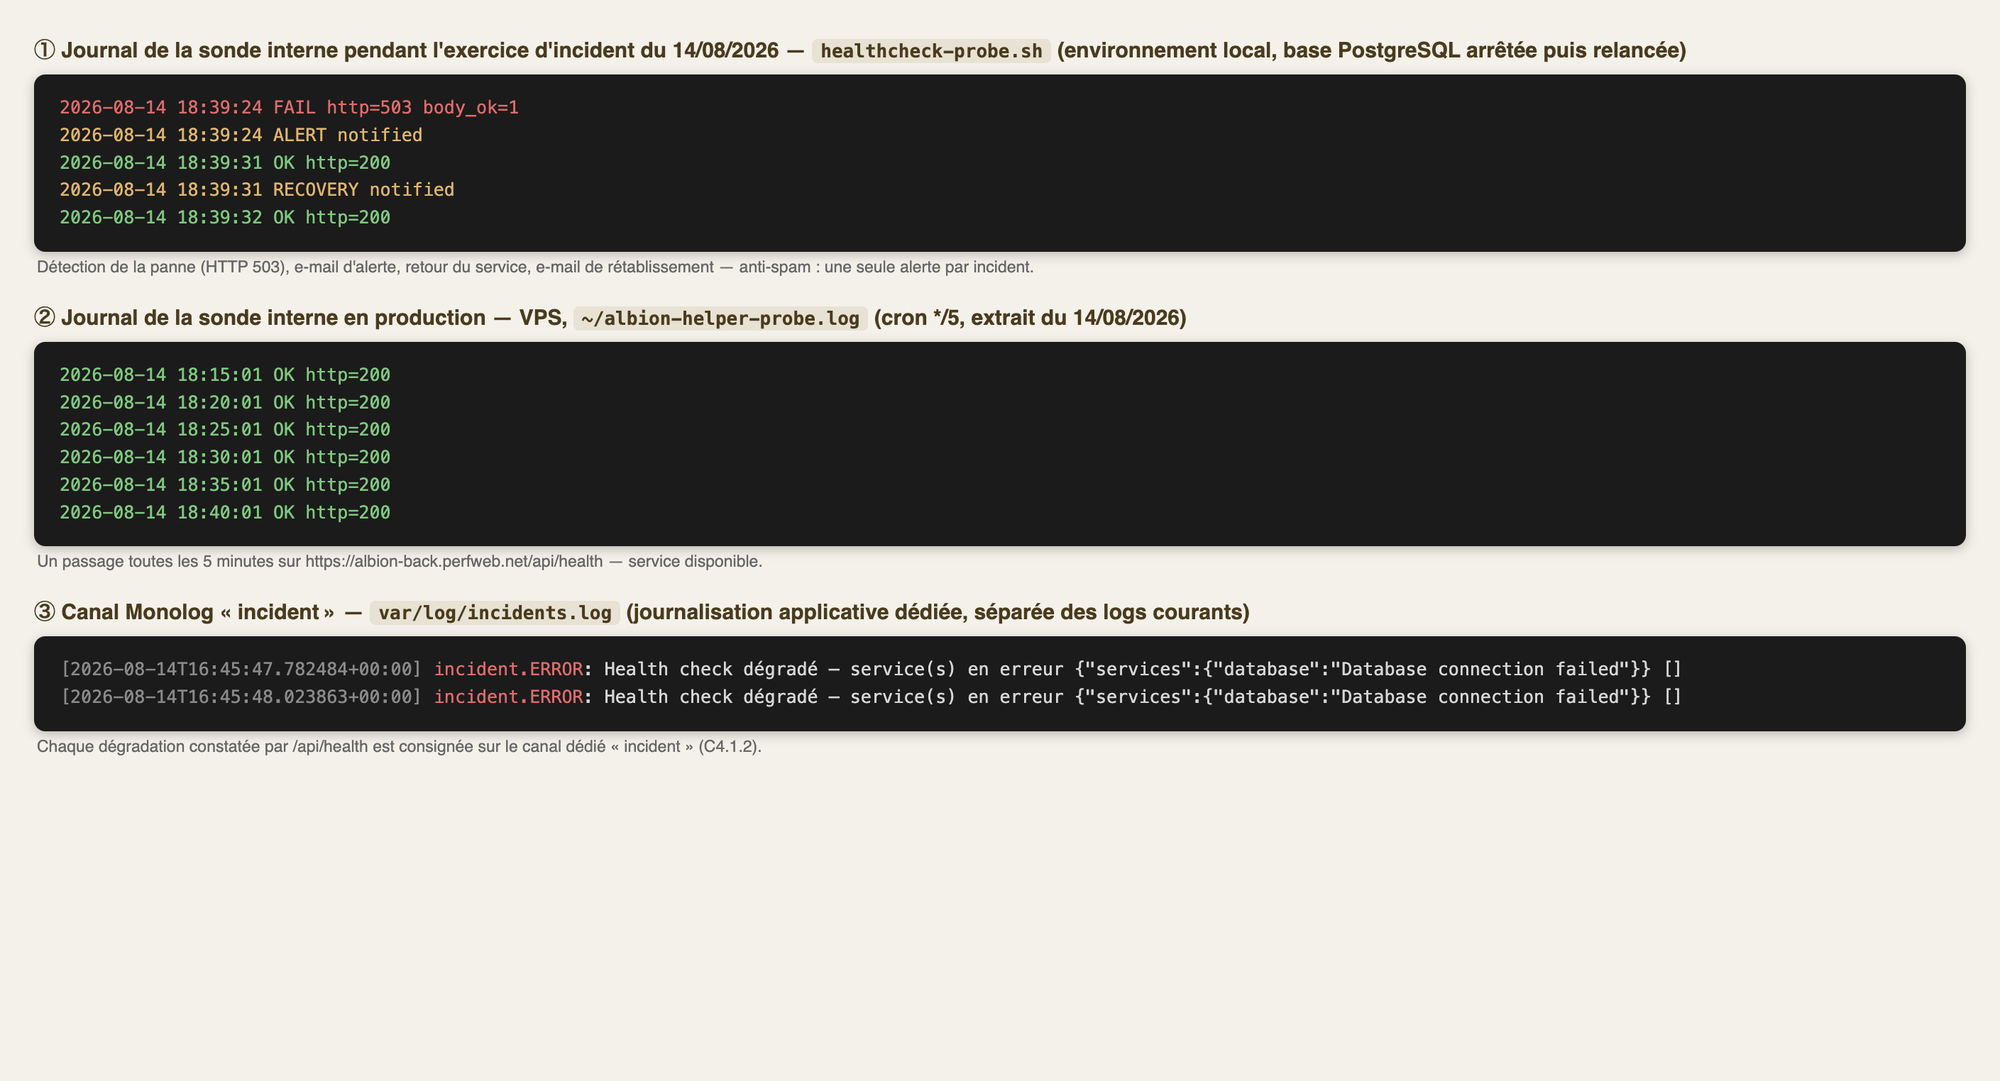 ① Journal de la sonde interne pendant l'exercice d'incident du 14/08/2026 — healthcheck-probe.sh (environnement local, base PostgreSQL arrêtée puis relancée)
2026-08-14 18:39:24 FAIL http=503 body_ok=1
2026-08-14 18:39:24 ALERT notified
2026-08-14 18:39:31 OK http=200
2026-08-14 18:39:31 RECOVERY notified
2026-08-14 18:39:32 OK http=200
Détection de la panne (HTTP 503), e-mail d'alerte, retour du service, e-mail de rétablissement — anti-spam : une seule alerte par incident.
② Journal de la sonde interne en production — VPS, ~/albion-helper-probe.log (cron */5, extrait du 14/08/2026)
2026-08-14 18:15:01 OK http=200
2026-08-14 18:20:01 OK http=200
2026-08-14 18:25:01 OK http=200
2026-08-14 18:30:01 OK http=200
2026-08-14 18:35:01 OK http=200
2026-08-14 18:40:01 OK http=200
Un passage toutes les 5 minutes sur https://albion-back.perfweb.net/api/health — service disponible.
③ Canal Monolog « incident » — var/log/incidents.log (journalisation applicative dédiée, séparée des logs courants)
[2026-08-14T16:45:47.782484+00:00] incident.ERROR: Health check dégradé — service(s) en erreur {"services":{"database":"Database connection failed"}} []
[2026-08-14T16:45:48.023863+00:00] incident.ERROR: Health check dégradé — service(s) en erreur {"services":{"database":"Database connection failed"}} []
Chaque dégradation constatée par /api/health est consignée sur le canal dédié « incident » (C4.1.2).